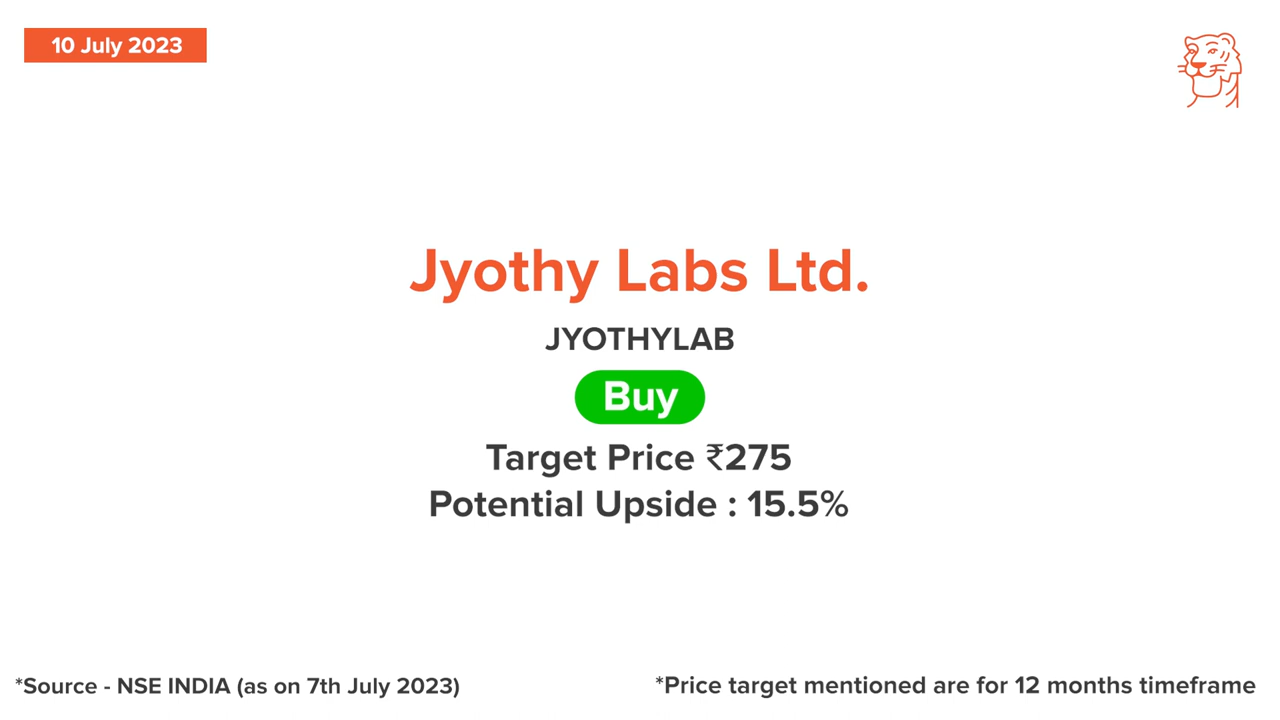 10 July 2023
Jyothy Labs Ltd.
JYOTHYLAB
Buy
Target Price ₹275
Potential Upside : 15.5%
*Source - NSE INDIA (as on 7th July 2023)
*Price target mentioned are for 12 months timeframe